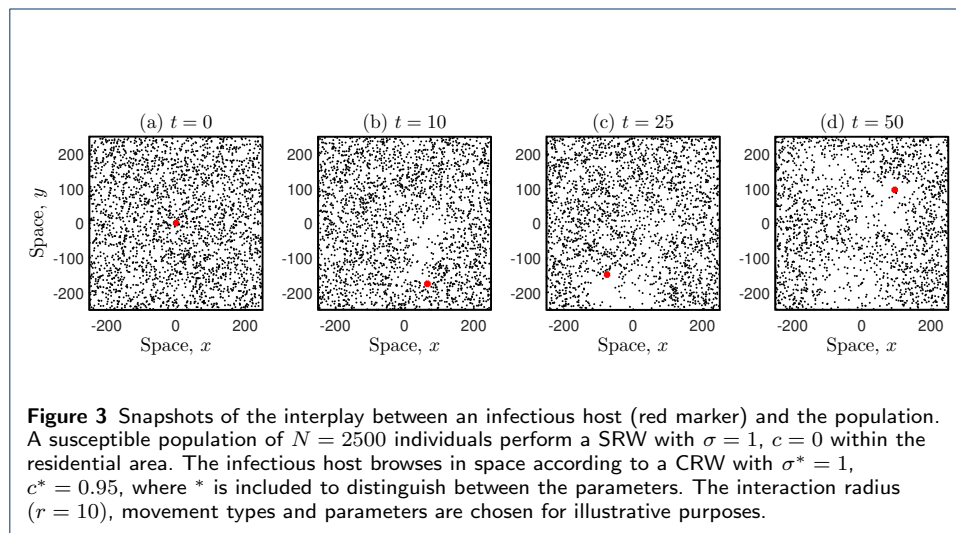 (a) t = 0
(b) t = 10
(c) t = 25
(d) t = 50
200
100
0
-100
-200
Space, y
-200 0 200
Space, x
200
100
0
-100
-200
-200 0 200
Space, x
200
100
0
-100
-200
-200 0 200
Space, x
200
100
0
-100
-200
-200 0 200
Space, x
Figure 3 Snapshots of the interplay between an infectious host (red marker) and the population.
A susceptible population of N = 2500 individuals perform a SRW with σ = 1, c = 0 within the
residential area. The infectious host browses in space according to a CRW with σ* = 1,
c* = 0.95, where * is included to distinguish between the parameters. The interaction radius
(r = 10), movement types and parameters are chosen for illustrative purposes.